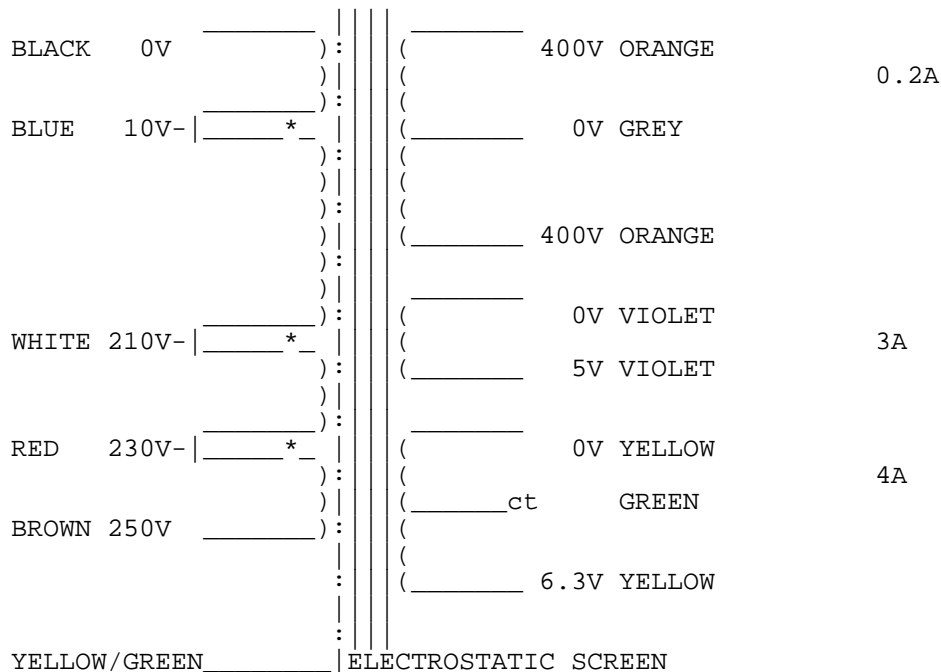 BLACK 0V 400V ORANGE
0.2A
BLUE 10V-| * 0V GREY
400V ORANGE
0V VIOLET
WHITE 210V-| * 3A
5V VIOLET
RED 230V-| * 0V YELLOW
4A
ct GREEN
BROWN 250V
6.3V YELLOW
YELLOW/GREEN ELECTROSTATIC SCREEN